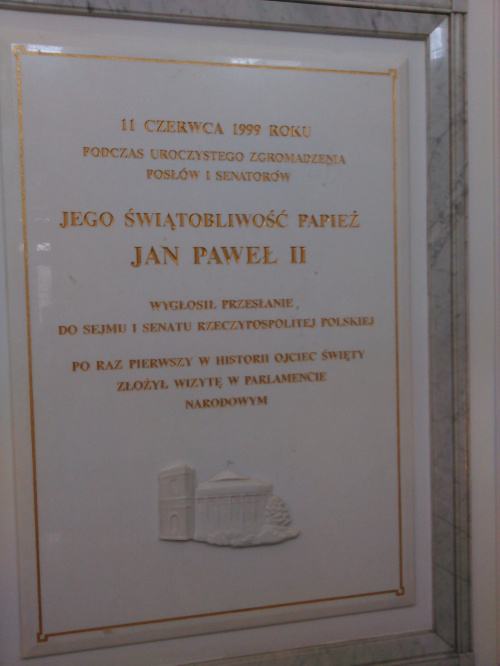 11 CZERWCA 1999 ROKU
PODCZAS UROCZYSTEGO ZGROMADZENIA
POSŁÓW I SENATORÓW
JEGO ŚWIĄTOBLIWOŚĆ PAPIEŻ
JAN PAWEŁ II
WYGŁOSIŁ PRZESŁANIE
DO SEJMU I SENATU RZECZYPOSPOLITEJ POLSKIEJ
PO RAZ PIERWSZY W HISTORII OJCIEC ŚWIĘTY
ZŁOŻYŁ WIZYTĘ W PARLAMENCIE
NARODOWYM